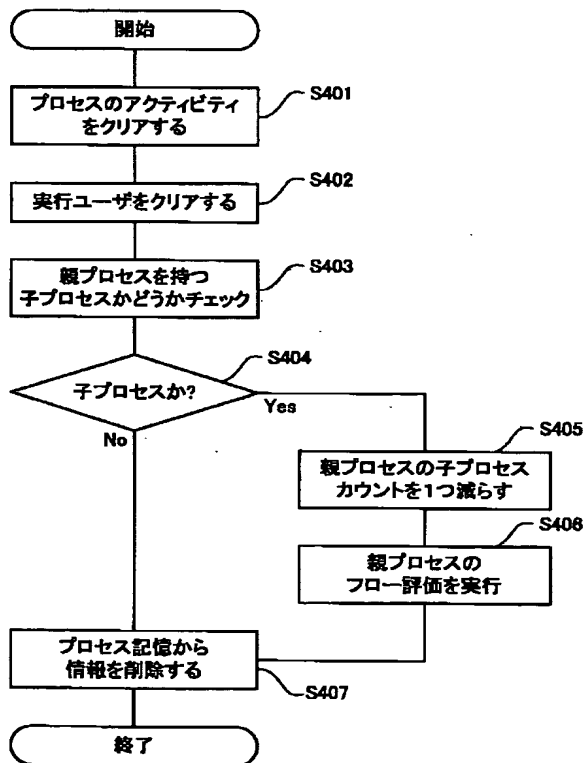 開始
プロセスのアクティビティ
をクリアする
S401
実行ユーザをクリアする
S402
親プロセスを持つ
子プロセスかどうかチェック
S403
子プロセスか?
S404
Yes
No
親プロセスの子プロセス
カウントを1つ減らす
S405
親プロセスの
フロー評価を実行
S406
プロセス記憶から
情報を削除する
S407
終了